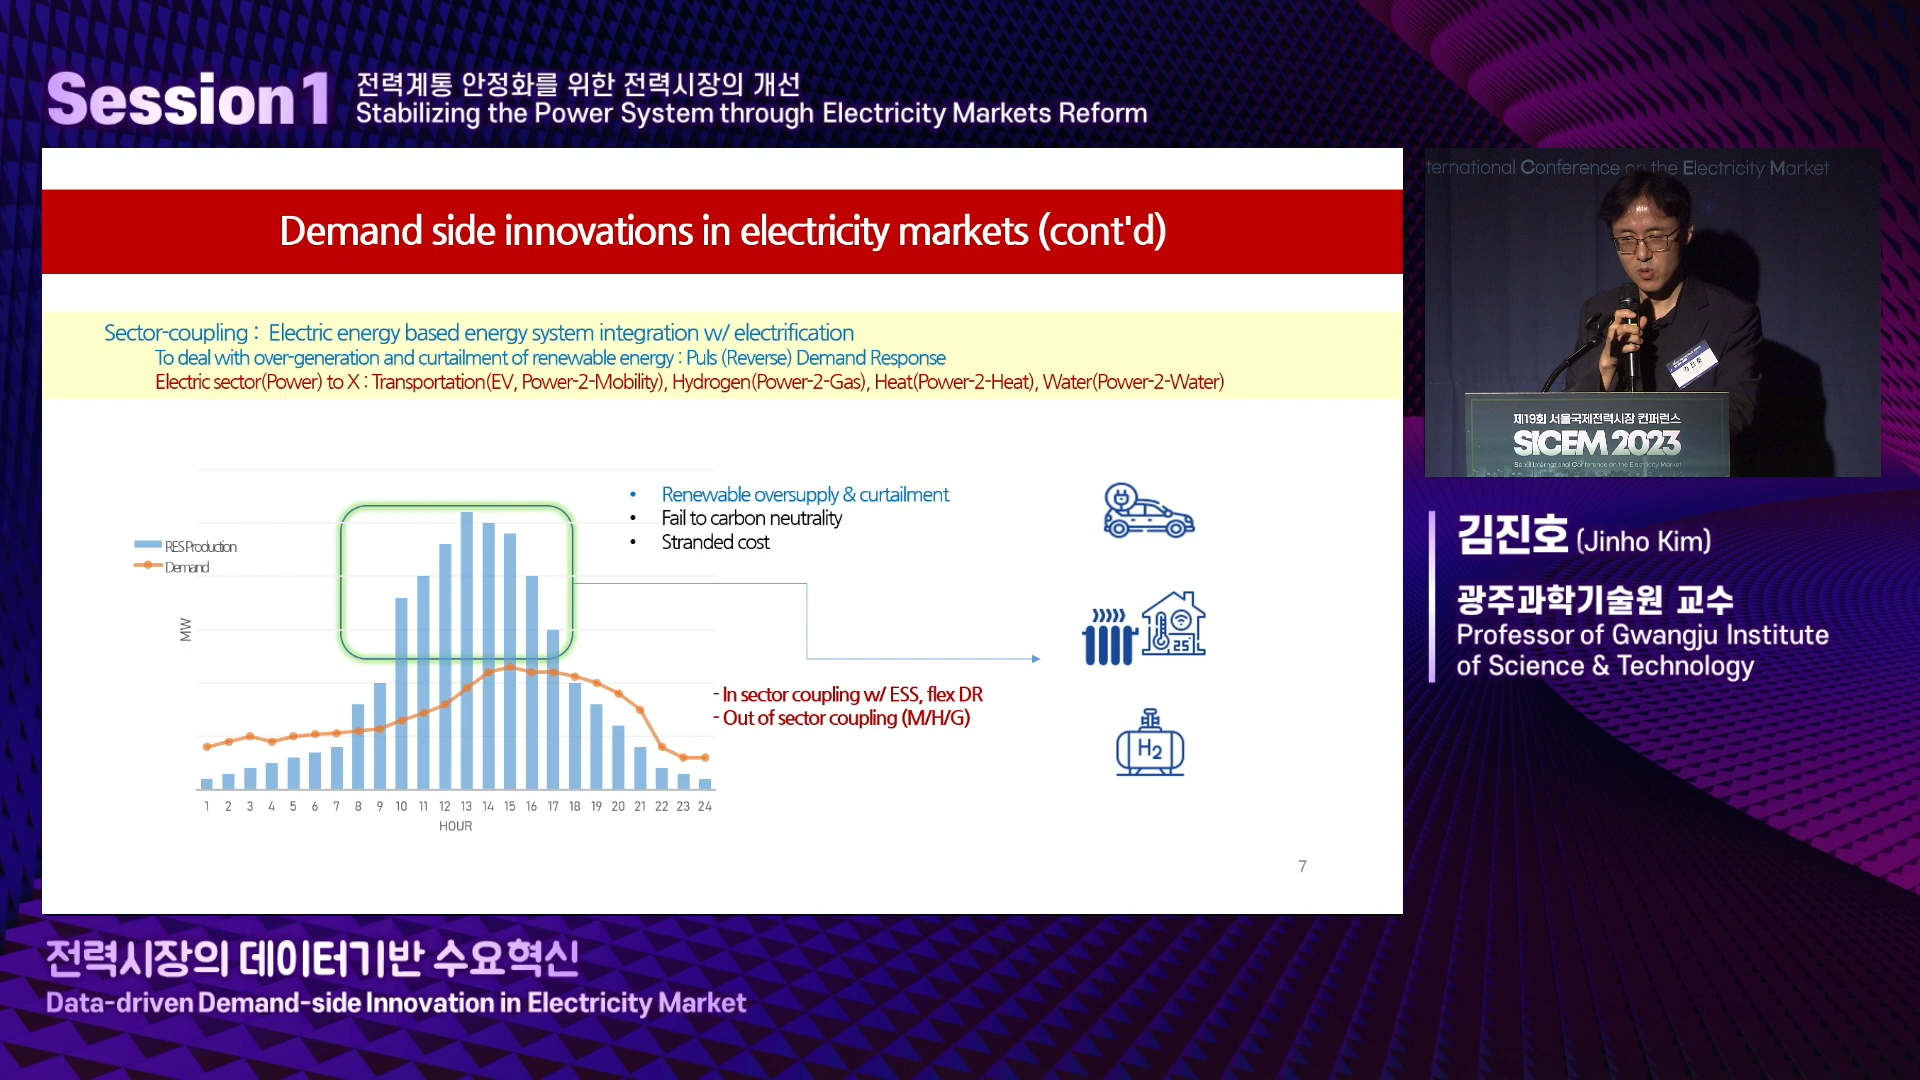 Session1
전력계통 안정화를 위한 전력시장의 개선
Stabilizing the Power System through Electricity Markets Reform
Demand side innovations in electricity markets (cont'd)
Sector-coupling : Electric energy based energy system integration w/ electrification
To deal with over-generation and curtailment of renewable energy : Puls (Reverse) Demand Response
Electric sector(Power) to X : Transportation(EV, Power-2-Mobility), Hydrogen(Power-2-Gas), Heat(Power-2-Heat), Water(Power-2-Water)
• Renewable oversupply & curtailment
• Fail to carbon neutrality
• Stranded cost
RES Production
Demand
MW
25
- In sector coupling w/ ESS, flex DR
- Out of sector coupling (M/H/G)
H2
1 2 3 4 5 6 7 8 9 10 11 12 13 14 15 16 17 18 19 20 21 22 23 24
HOUR
7
ternational Conference on the Electricity Market
김진호
제19회 서울국제전력시장 컨퍼런스
SICEM 2023
Seoul International Conference on the Electricity Market
김진호 (Jinho Kim)
광주과학기술원 교수
Professor of Gwangju Institute
of Science & Technology
전력시장의 데이터기반 수요혁신
Data-driven Demand-side Innovation in Electricity Market